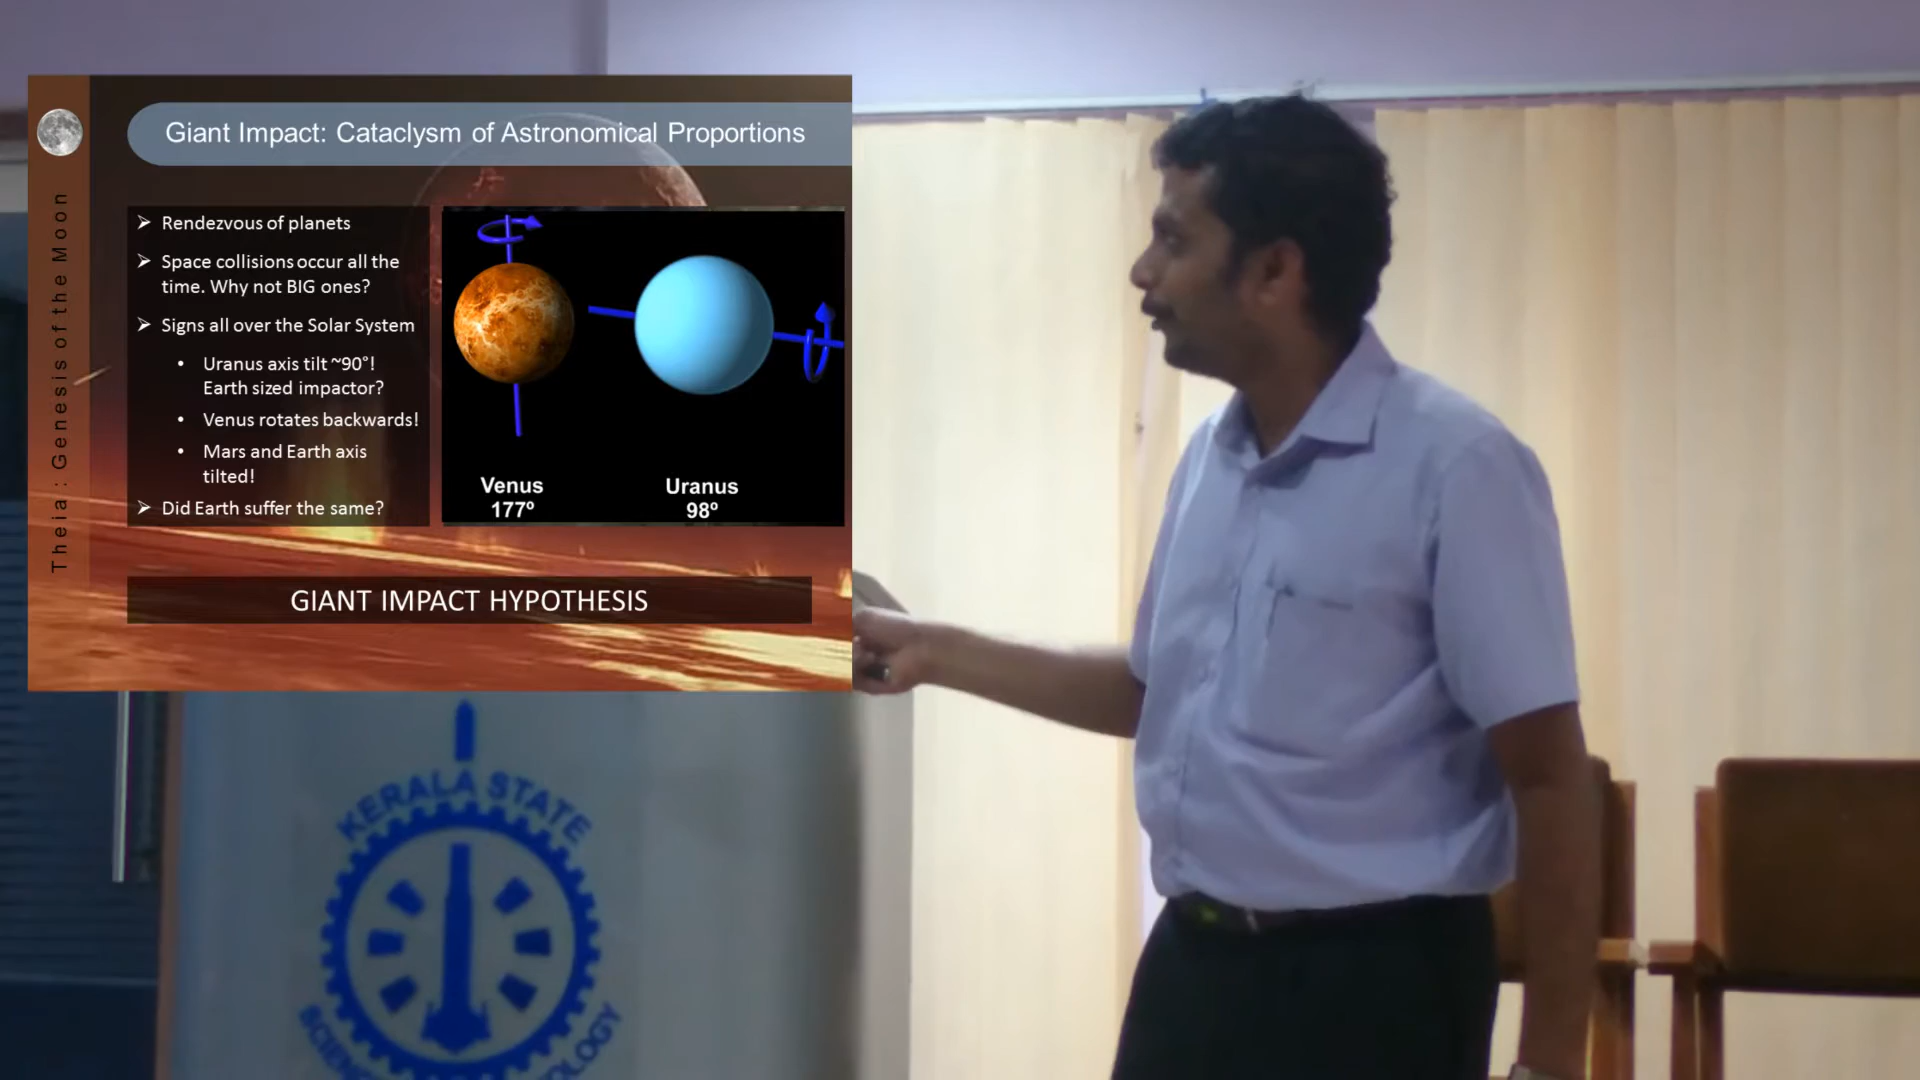 Giant Impact: Cataclysm of Astronomical Proportions
Theia : Genesis of the Moon
➢ Rendezvous of planets
➢ Space collisions occur all the
time. Why not BIG ones?
➢ Signs all over the Solar System
• Uranus axis tilt ~90°!
Earth sized impactor?
• Venus rotates backwards!
• Mars and Earth axis
tilted!
➢ Did Earth suffer the same?
Venus
177º
Uranus
98º
GIANT IMPACT HYPOTHESIS
KERALA STATE